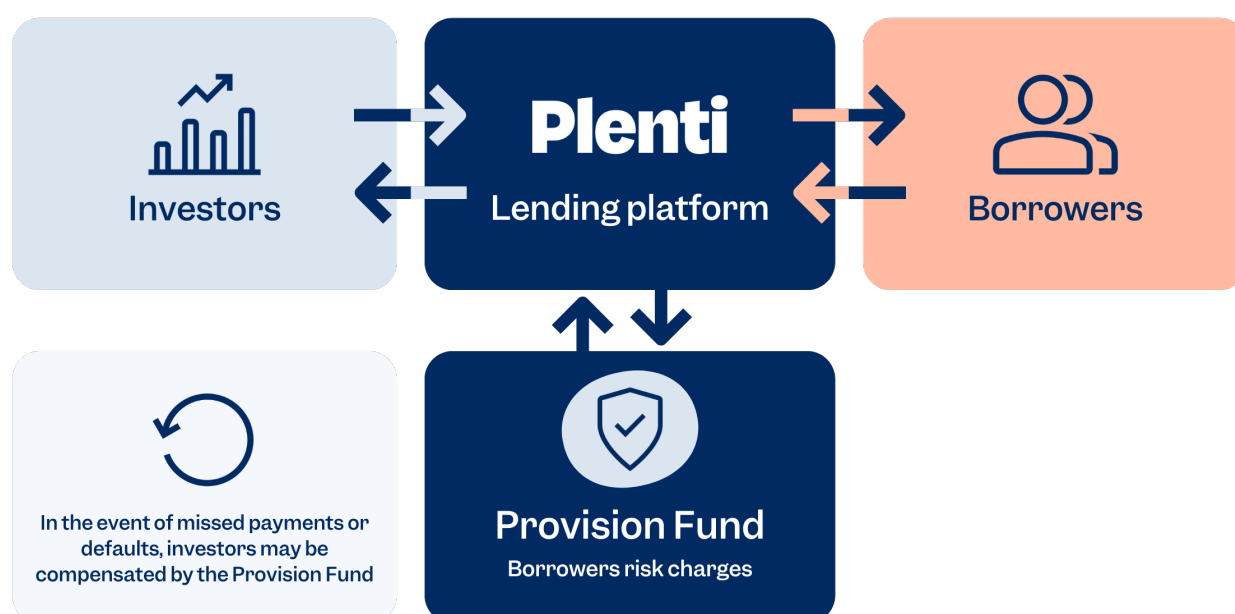 Plenti
Investors
Lending platform
Borrowers
In the event of missed payments or
defaults, investors may be
compensated by the Provision Fund
Provision Fund
Borrowers risk charges